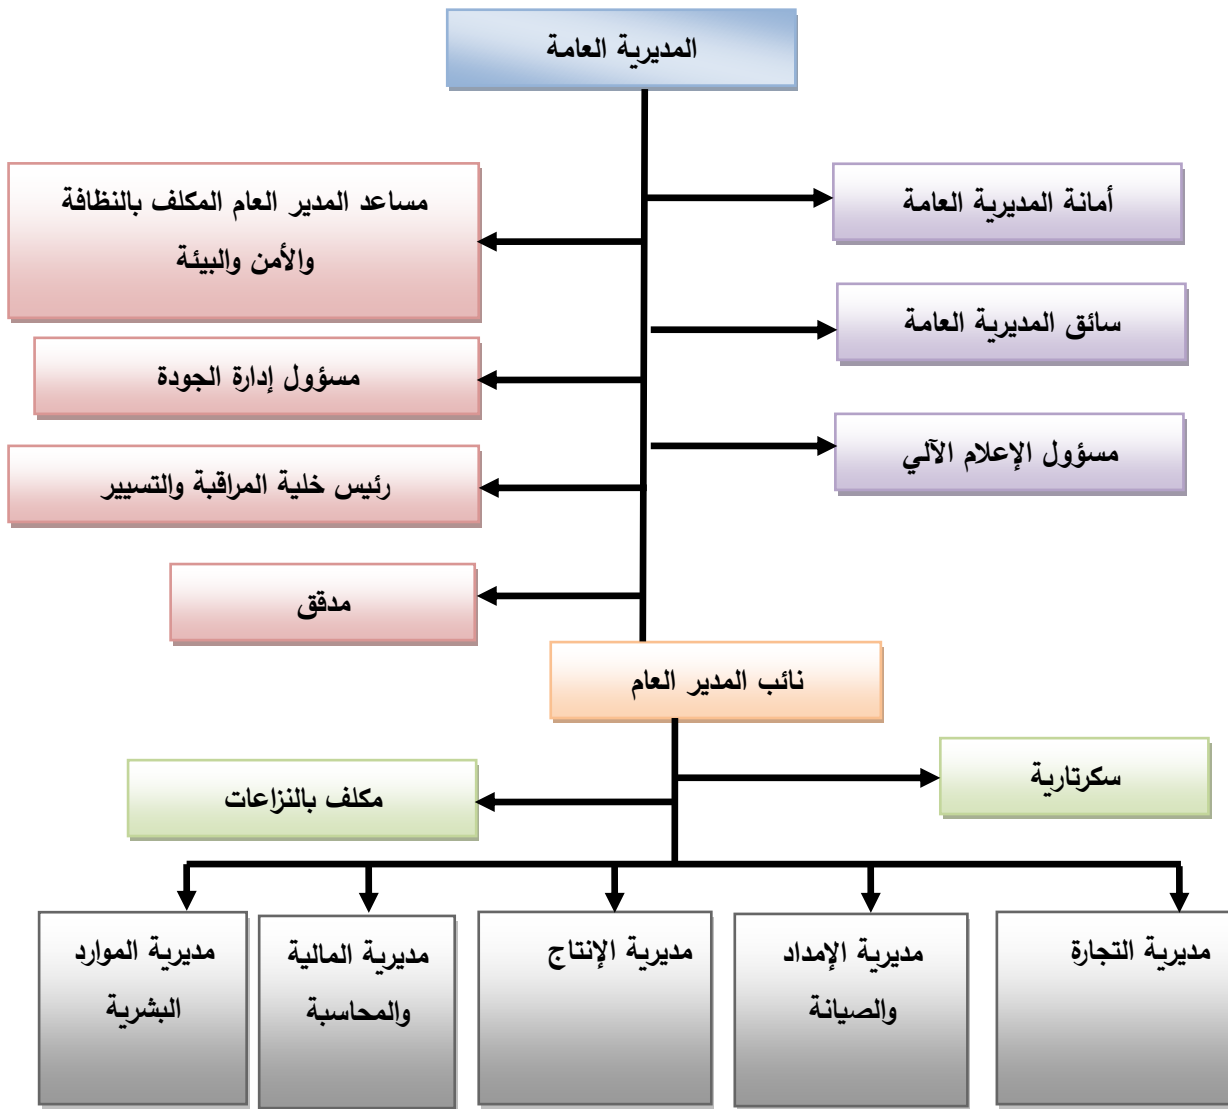 المديرية العامة
أمانة المديرية العامة
مساعد المدير العام المكلف بالنظافة
والأمن والبيئة
سائق المديرية العامة
مسؤول إدارة الجودة
مسؤول الإعلام الآلي
رئيس خلية المراقبة والتسيير
مدقق
نائب المدير العام
سكرتارية
مكلف بالنزاعات
مديرية التجارة
مديرية الإمداد
والصيانة
مديرية الإنتاج
مديرية المالية
والمحاسبة
مديرية الموارد
البشرية